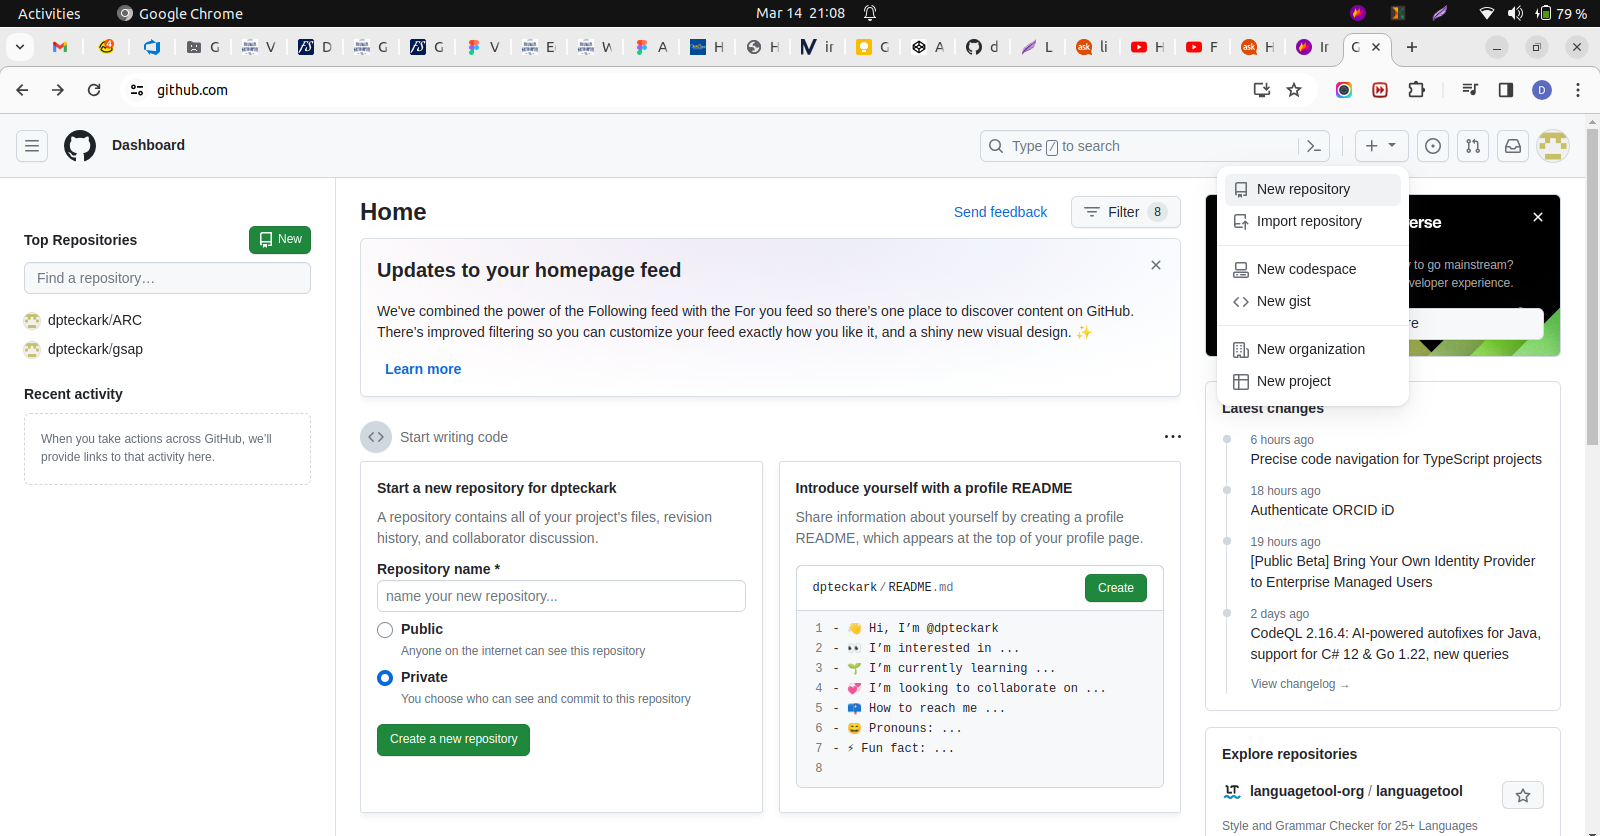 Activities
Google Chrome
Mar 14 21:08
79 %
G
V
D
G
G
V
E
W
A
H
H
ir
G
A
d
L
li
H
F
H
Ir
G
github.com
D
Dashboard
Type / to search
New repository
Import repository
New codespace
New gist
New organization
New project
Top Repositories
New
Find a repository…
dpteckark/ARC
dpteckark/gsap
Recent activity
When you take actions across GitHub, we'll
provide links to that activity here.
Home
Send feedback
Filter 8
Updates to your homepage feed
We've combined the power of the Following feed with the For you feed so there's one place to discover content on GitHub.
There's improved filtering so you can customize your feed exactly how you like it, and a shiny new visual design. ✨
Learn more
Start writing code
Start a new repository for dpteckark
A repository contains all of your project's files, revision
history, and collaborator discussion.
Repository name *
name your new repository...
Public
Anyone on the internet can see this repository
Private
You choose who can see and commit to this repository
Create a new repository
Introduce yourself with a profile README
Share information about yourself by creating a profile
README, which appears at the top of your profile page.
dpteckark/README.md
Create
1 - 👋 Hi, I'm @dpteckark
2 - 👀 I'm interested in ...
3 - 🌱 I'm currently learning ...
4 - 💞️ I'm looking to collaborate on ...
5 - 📫 How to reach me ...
6 - 😄 Pronouns: ...
7 - ⚡ Fun fact: ...
8
erse
y to go mainstream?
veloper experience.
re
Latest changes
6 hours ago
Precise code navigation for TypeScript projects
18 hours ago
Authenticate ORCID iD
19 hours ago
[Public Beta] Bring Your Own Identity Provider
to Enterprise Managed Users
2 days ago
CodeQL 2.16.4: AI-powered autofixes for Java,
support for C# 12 & Go 1.22, new queries
View changelog →
Explore repositories
languagetool-org / languagetool
Style and Grammar Checker for 25+ Languages